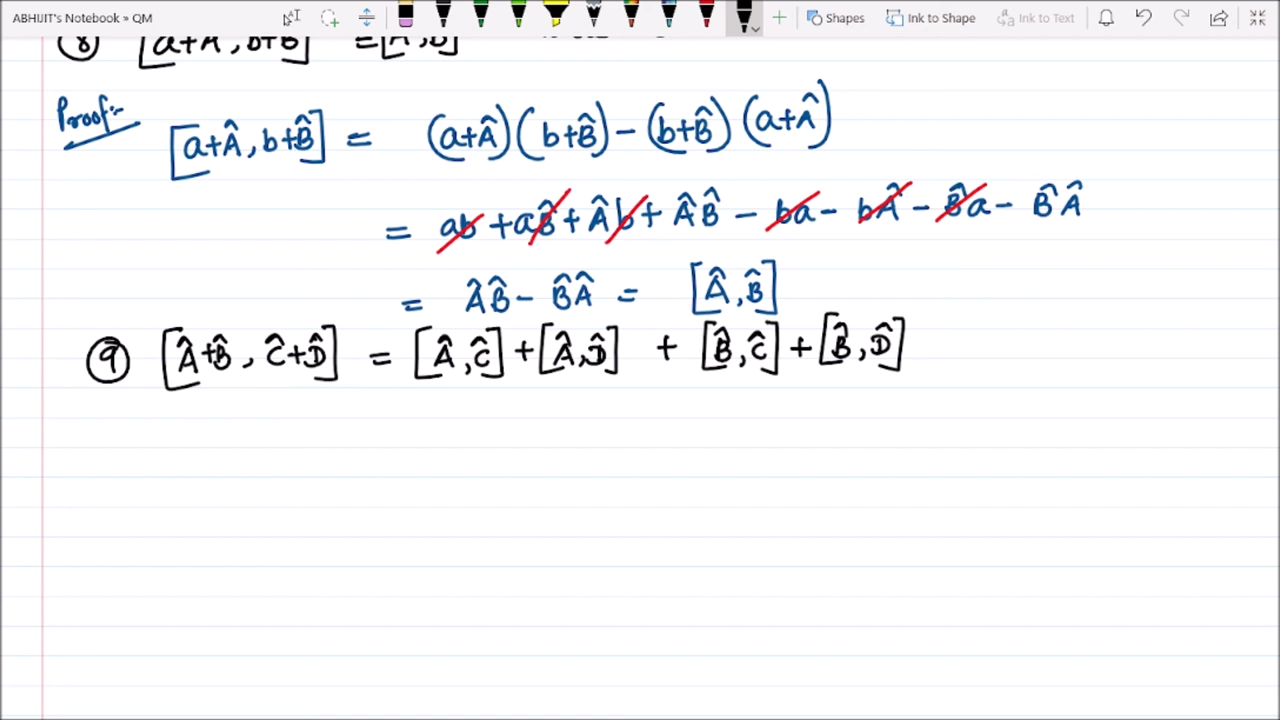 ABHIJIT's Notebook » QM Shapes Ink to Shape Ink to Text
⑧ [a+Â, b+B̂] = [Â, B̂]
Proof:-
[a+Â, b+B̂] = (a+Â)(b+B̂) - (b+B̂)(a+Â)
= ab + aB̂ + Âb + ÂB̂ - ba - bÂ - B̂a - B̂Â
= ÂB̂ - B̂Â = [Â, B̂]
⑨ [Â+B̂, Ĉ+D̂] = [Â, Ĉ] + [Â, D̂] + [B̂, Ĉ] + [B̂, D̂]